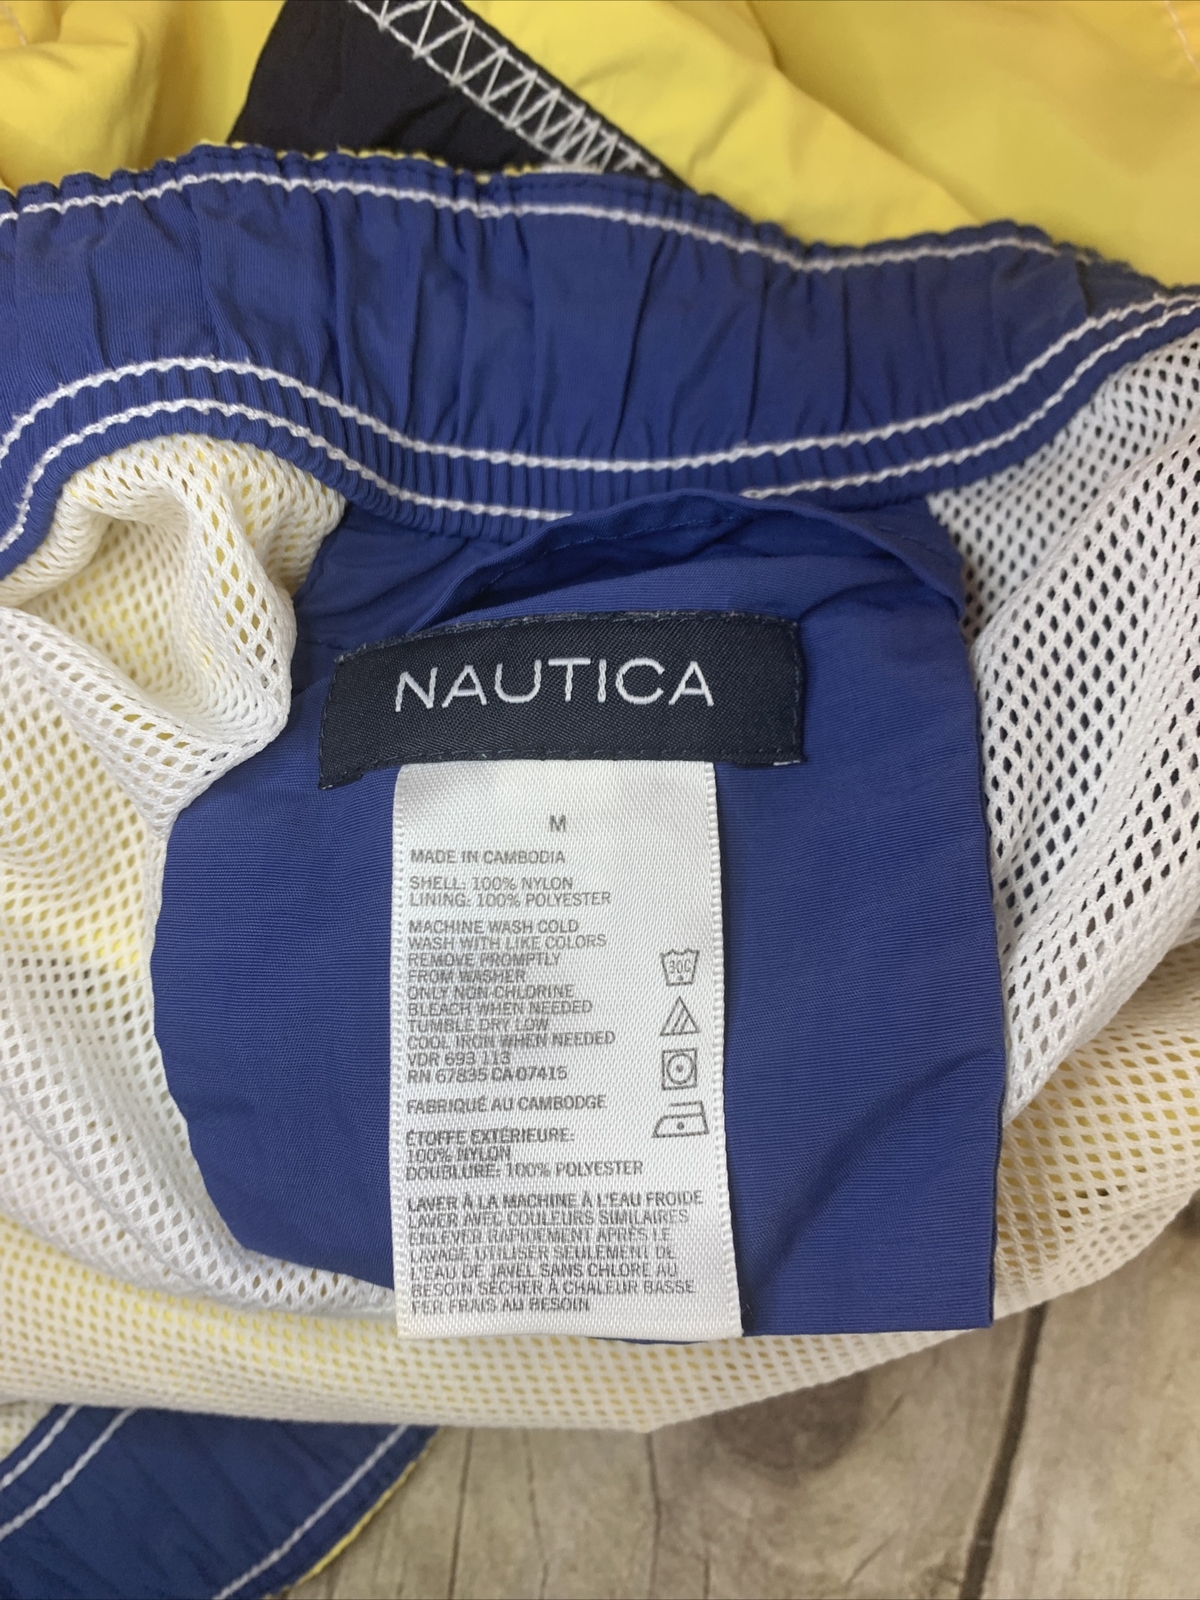 NAUTICA
M
MADE IN CAMBODIA
SHELL: 100% NYLON
LINING: 100% POLYESTER
MACHINE WASH COLD
WASH WITH LIKE COLORS
REMOVE PROMPTLY
FROM WASHER
ONLY NON-CHLORINE
BLEACH WHEN NEEDED
TUMBLE DRY LOW
COOL IRON WHEN NEEDED
VDR 693 113
RN 67835 CA 07415
30C
FABRIQUÉ AU CAMBODGE
ÉTOFFE EXTÉRIEURE:
100% NYLON
DOUBLURE: 100% POLYESTER
LAVER À LA MACHINE À L'EAU FROIDE
LAVER AVEC COULEURS SIMILAIRES
ENLEVER RAPIDEMENT APRÈS LE
LAVAGE UTILISER SEULEMENT DE
L'EAU DE JAVEL SANS CHLORE AU
BESOIN SÉCHER À CHALEUR BASSE
FER FRAIS AU BESOIN